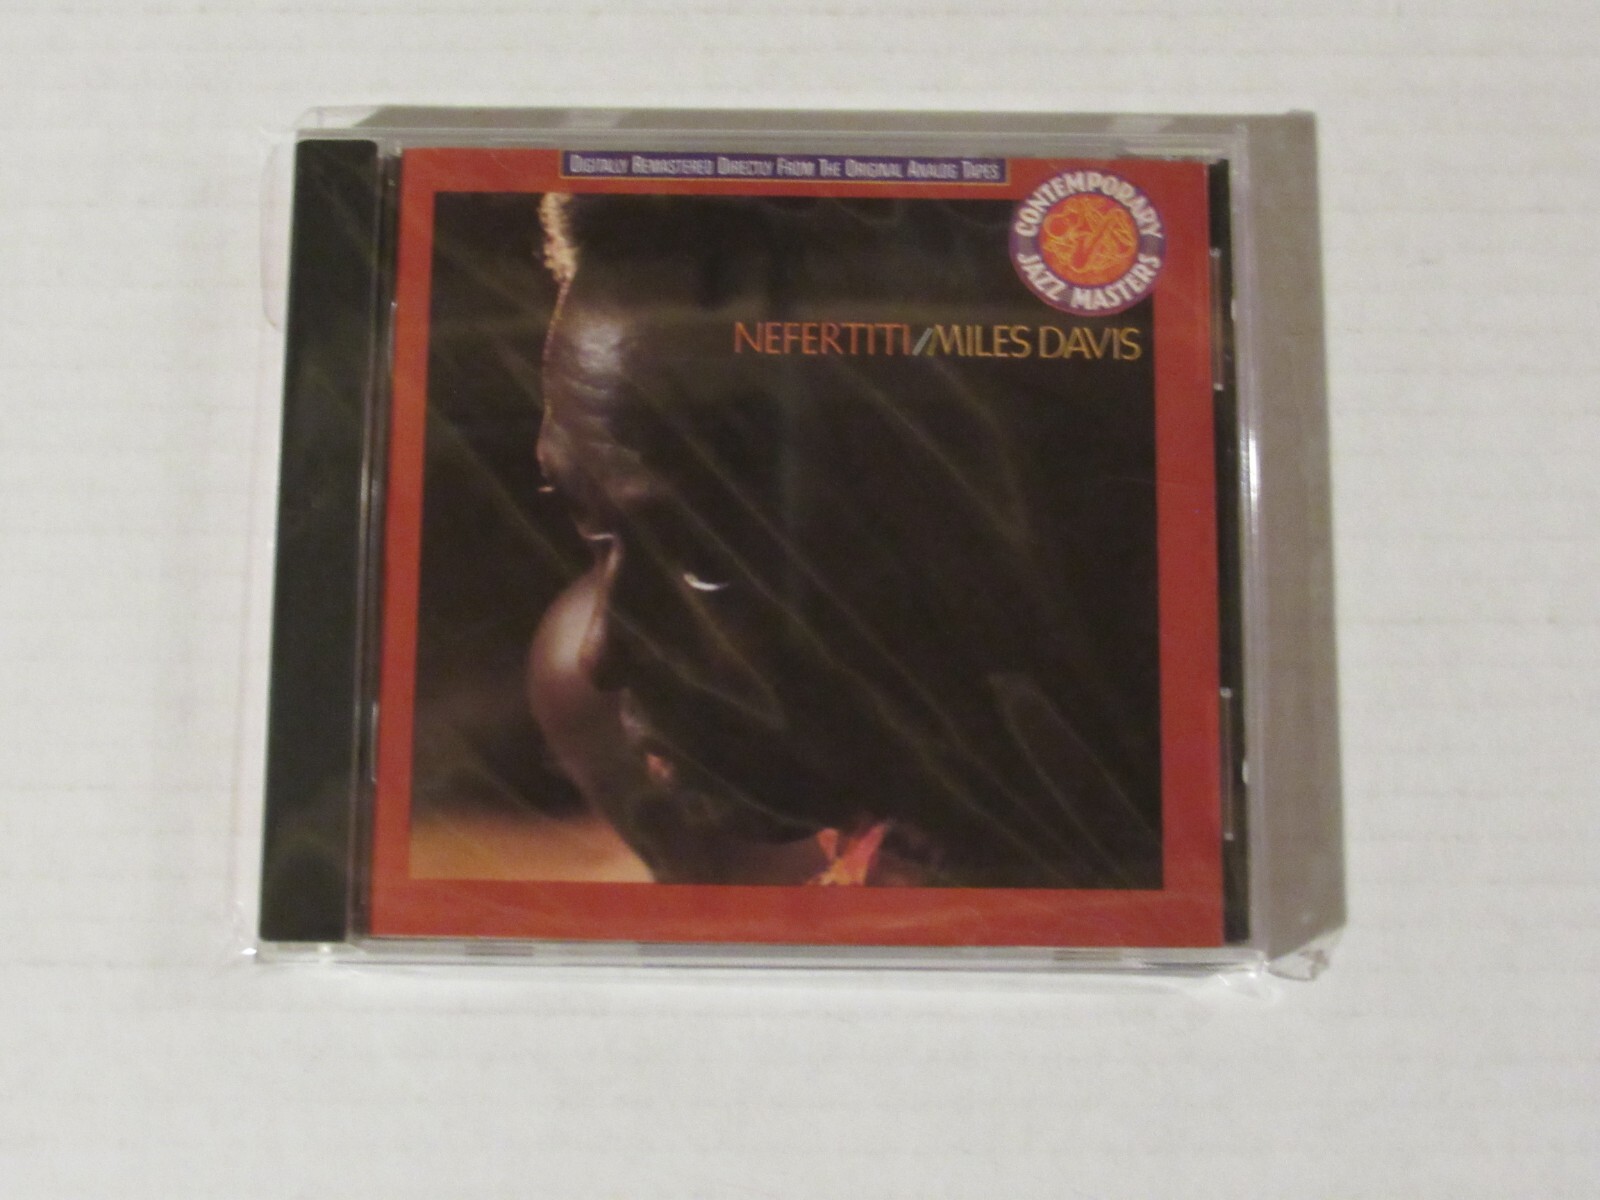 DIGITALLY REMASTERED DIRECTLY FROM THE ORIGINAL ANALOG TAPES
CONTEMPORARY
JAZZ MASTERS
NEFERTITI//MILES DAVIS